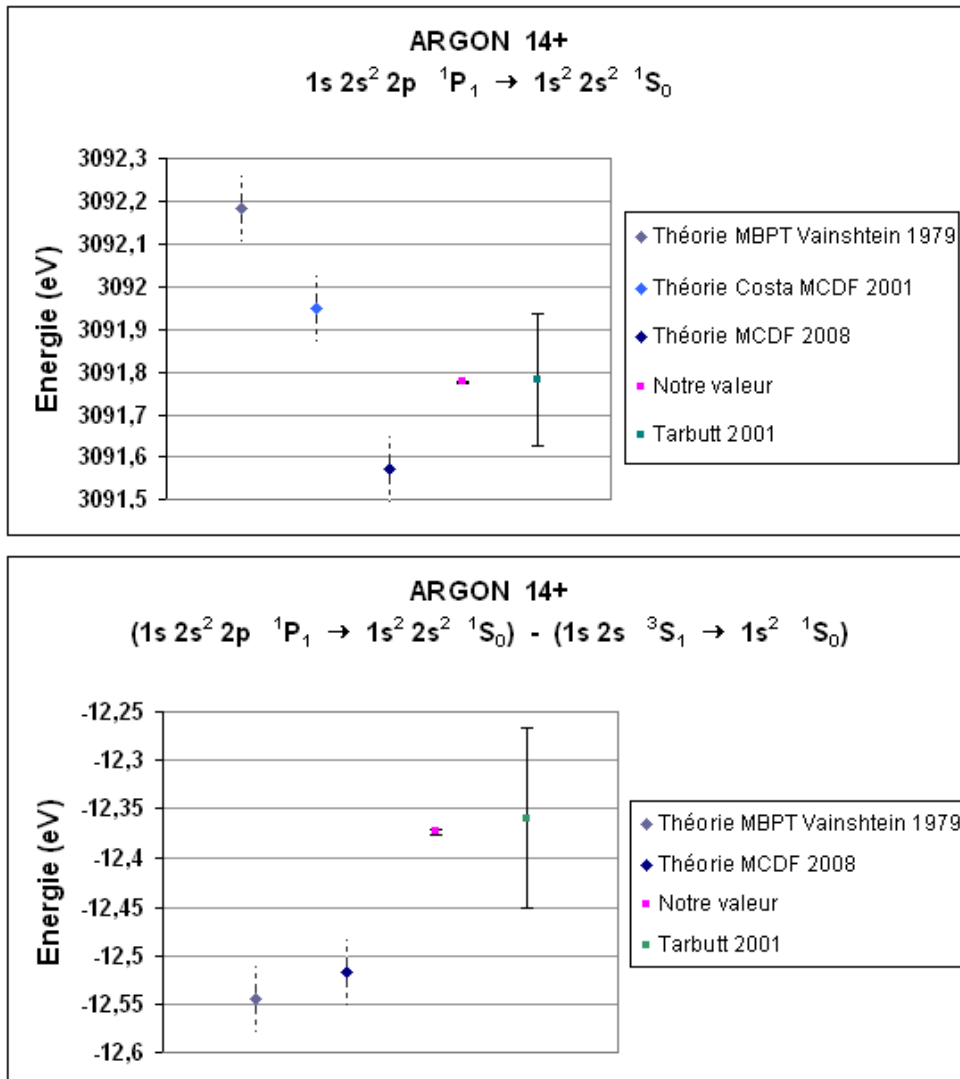 ARGON 14+
1s 2s² 2p ¹P₁ → 1s² 2s² ¹S₀
Energie (eV)
3092,3
3092,2
3092,1
3092
3091,9
3091,8
3091,7
3091,6
3091,5
Théorie MBPT Vainshtein 1979
Théorie Costa MCDF 2001
Théorie MCDF 2008
Notre valeur
Tarbutt 2001
ARGON 14+
(1s 2s² 2p ¹P₁ → 1s² 2s² ¹S₀) - (1s 2s ³S₁ → 1s² ¹S₀)
Energie (eV)
-12,25
-12,3
-12,35
-12,4
-12,45
-12,5
-12,55
-12,6
Théorie MBPT Vainshtein 1979
Théorie MCDF 2008
Notre valeur
Tarbutt 2001